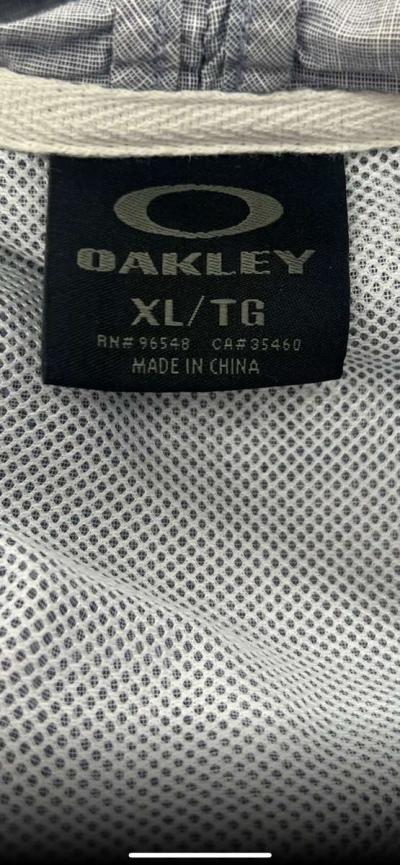 OAKLEY
XL/TG
RN# 96548 CA# 35460
MADE IN CHINA